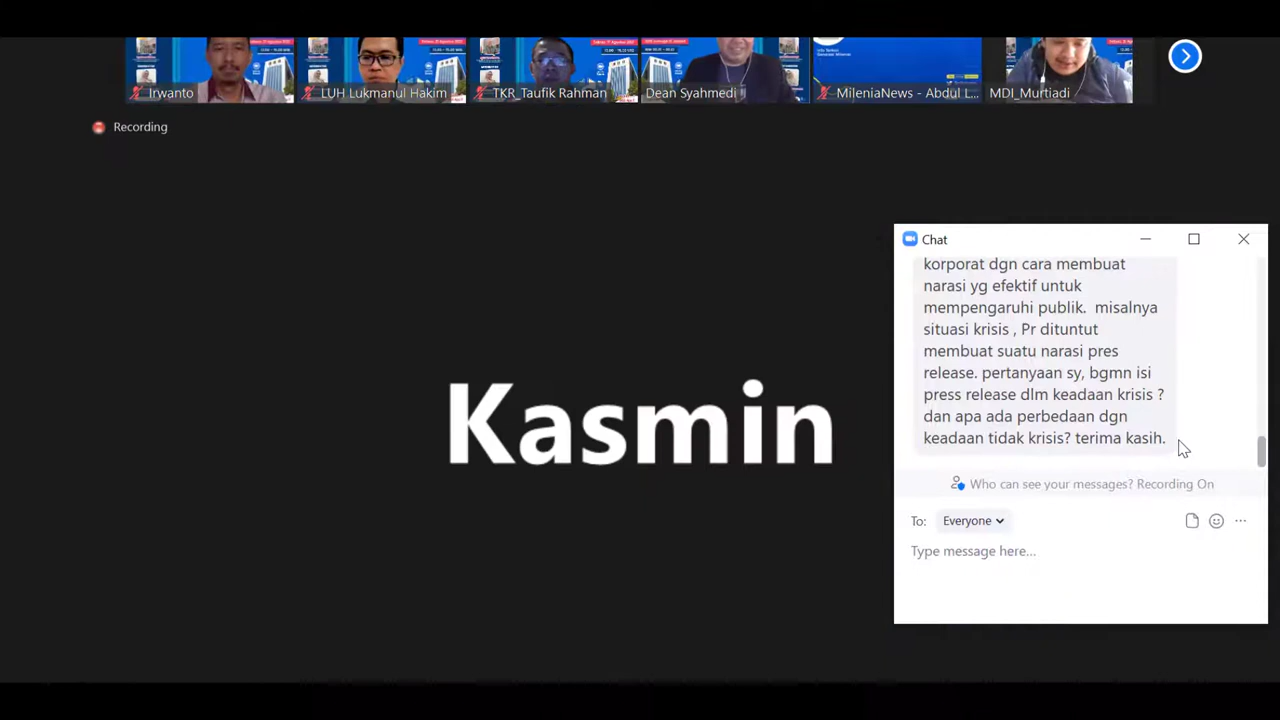 Irwanto
LUH Lukmanul Hakim
TKR_Taufik Rahman
Dean Syahmedi
MileniaNews - Abdul L...
MDI_Murtiadi
Recording
Kasmin
Chat
korporat dgn cara membuat
narasi yg efektif untuk
mempengaruhi publik. misalnya
situasi krisis , Pr dituntut
membuat suatu narasi pres
release. pertanyaan sy, bgmn isi
press release dlm keadaan krisis ?
dan apa ada perbedaan dgn
keadaan tidak krisis? terima kasih.
Who can see your messages? Recording On
To: Everyone
Type message here...